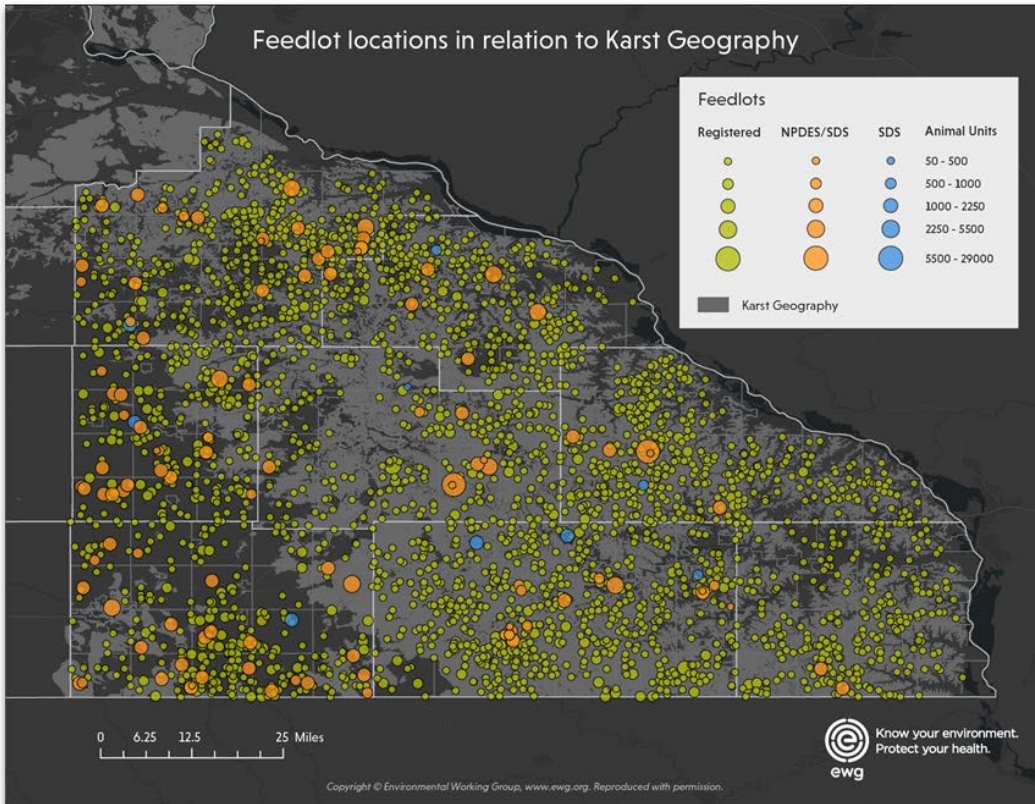 Feedlot locations in relation to Karst Geography
Feedlots
Registered NPDES/SDS SDS Animal Units
50 - 500
500 - 1000
1000 - 2250
2250 - 5500
5500 - 29000
Karst Geography
0 6.25 12.5 25 Miles
Know your environment.
Protect your health.
ewg
Copyright © Environmental Working Group, www.ewg.org. Reproduced with permission.